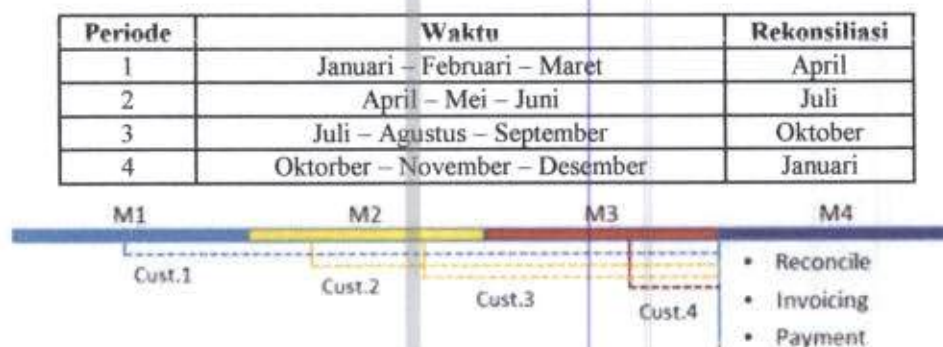 Periode Waktu Rekonsiliasi
1 Januari – Februari – Maret April
2 April – Mei – Juni Juli
3 Juli – Agustus – September Oktober
4 Oktorber – November – Desember Januari
M1 M2 M3 M4
Cust.1 Cust.2 Cust.3 Cust.4
• Reconcile
• Invoicing
• Payment